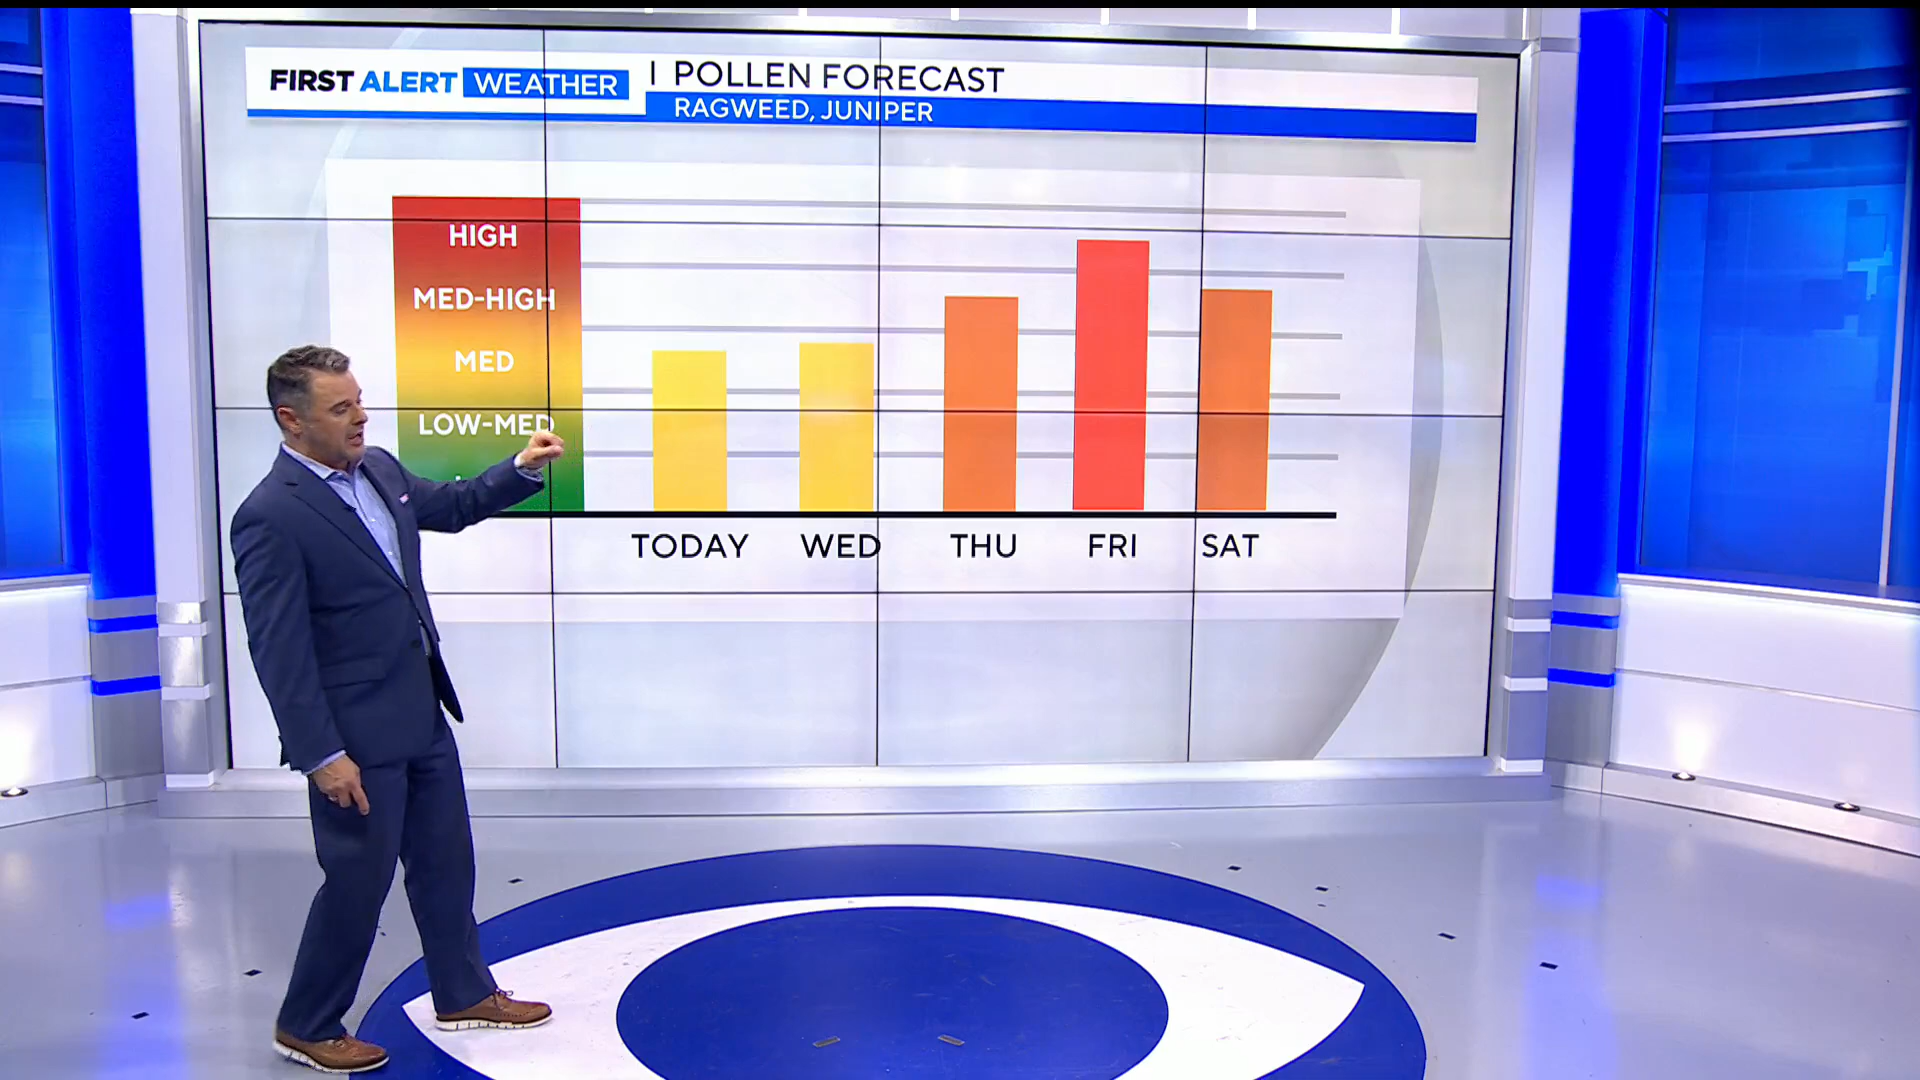 FIRST ALERT WEATHER | POLLEN FORECAST
RAGWEED, JUNIPER
HIGH
MED-HIGH
MED
LOW-MED
TODAY WED THU FRI SAT